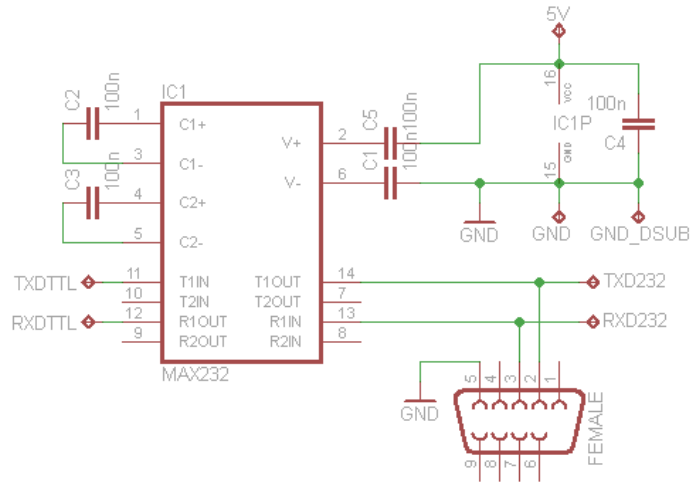 5V
16
VCC
100n
IC1P
C4
15
GND
IC1
C2
100n
1
C1+
3
C1-
C3
100n
4
C2+
5
C2-
V+
2
C5
100n
V-
6
C1
100n
GND
GND
GND_DSUB
TXDTTL
11
T1IN
T1OUT
14
TXD232
10
T2IN
T2OUT
7
RXDTTL
12
R1OUT
R1IN
13
RXD232
9
R2OUT
R2IN
8
MAX232
GND
5
4
3
2
1
9
8
7
6
FEMALE